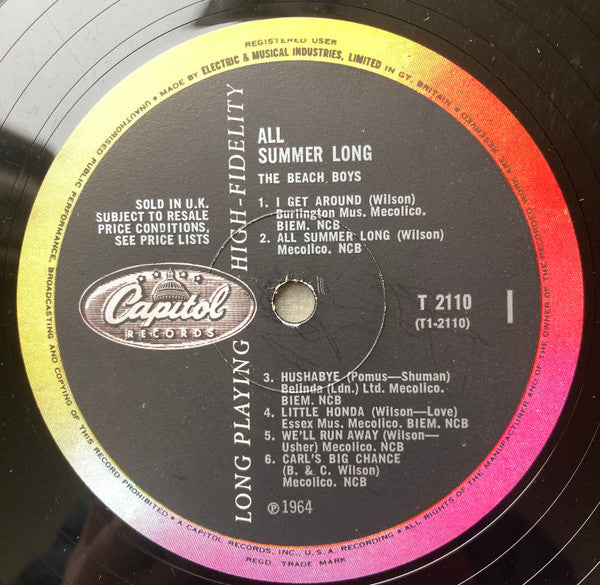 REGISTERED USER
• MADE BY ELECTRIC & MUSICAL INDUSTRIES, LIMITED IN GT. BRITAIN •
ALL RIGHTS OF THE MANUFACTURER AND OF THE OWNER OF THE RECORDED WORK ARE RESERVED
UNAUTHORISED PUBLIC PERFORMANCE, BROADCASTING AND COPYING OF THIS RECORD PROHIBITED
• A CAPITOL RECORDS, INC., U.S.A. RECORDING •
REGD. TRADE MARK
LONG PLAYING HIGH-FIDELITY
ALL
SUMMER LONG
THE BEACH BOYS
1. I GET AROUND (Wilson)
Burlington Mus. Mecolico.
BIEM. NCB
2. ALL SUMMER LONG (Wilson)
Mecolico. NCB
SOLD IN U.K.
SUBJECT TO RESALE
PRICE CONDITIONS,
SEE PRICE LISTS
Capitol
RECORDS
T 2110
(T1-2110)
1
3. HUSHABYE (Pomus—Shuman)
Belinda (Ldn.) Ltd. Mecolico.
BIEM. NCB
4. LITTLE HONDA (Wilson—Love)
Essex Mus. Mecolico. BIEM. NCB
5. WE'LL RUN AWAY (Wilson—
Usher) Mecolico. NCB
6. CARL'S BIG CHANCE
(B. & C. Wilson)
Mecolico. NCB
℗ 1964